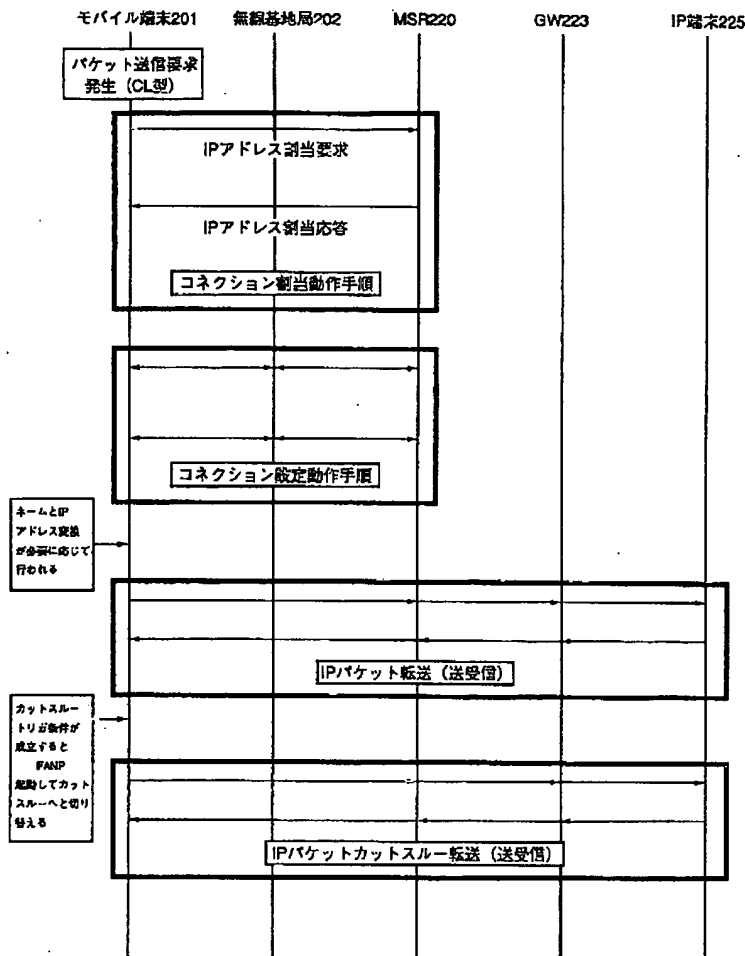 モバイル端末201 無線基地局202 MSR220 GW223 IP端末225
パケット送信要求
発生（CL型）
IPアドレス割当要求
IPアドレス割当応答
コネクション割当動作手順
コネクション設定動作手順
ネームとIP
アドレス変換
が必要に応じて
行われる
IPパケット転送（送受信）
カットスルー
トリガ条件が
成立すると
FANP
起動してカット
スルーへと切り
替える
IPパケットカットスルー転送（送受信）